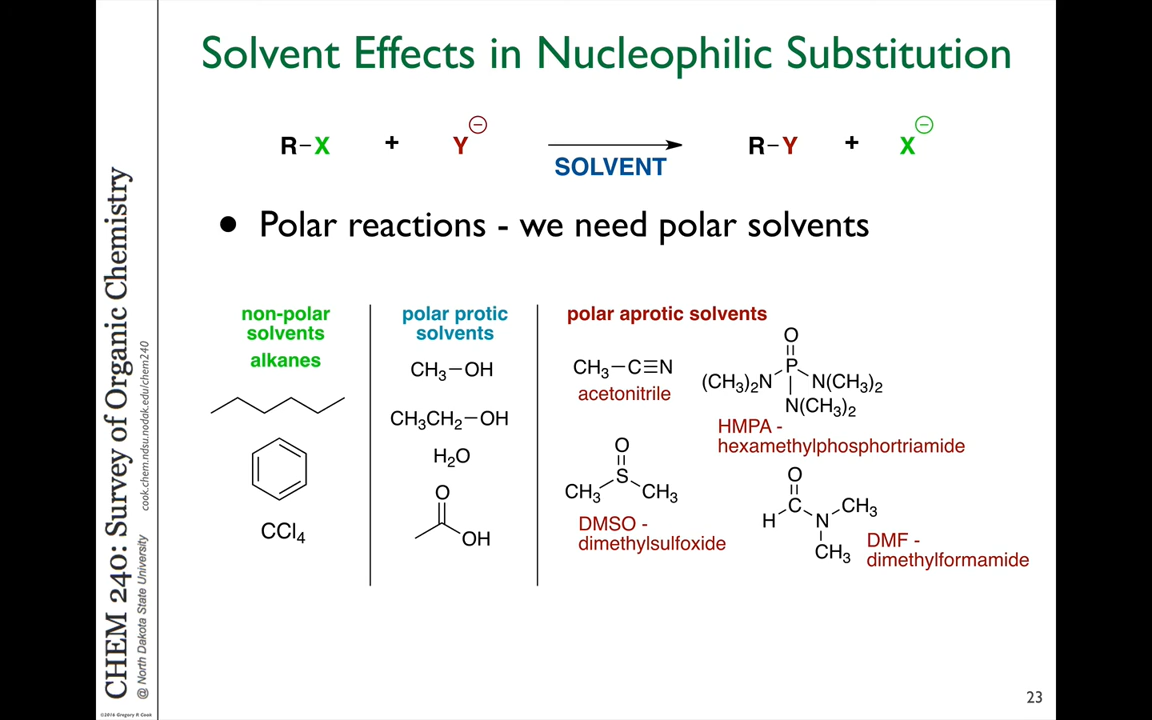 Solvent Effects in Nucleophilic Substitution
R–X + Y⊖ SOLVENT R–Y + X⊖
• Polar reactions - we need polar solvents
non-polar
solvents
alkanes
CCl₄
polar protic
solvents
CH₃–OH
CH₃CH₂–OH
H₂O
O
OH
polar aprotic solvents
CH₃–C≡N
acetonitrile
O
P
(CH₃)₂N N(CH₃)₂
N(CH₃)₂
HMPA -
hexamethylphosphortriamide
O
S
CH₃ CH₃
DMSO -
dimethylsulfoxide
O
C CH₃
H N
CH₃
DMF -
dimethylformamide
23
CHEM 240: Survey of Organic Chemistry
@ North Dakota State University cook.chem.ndsu.nodak.edu/chem240
©2016 Gregory R Cook